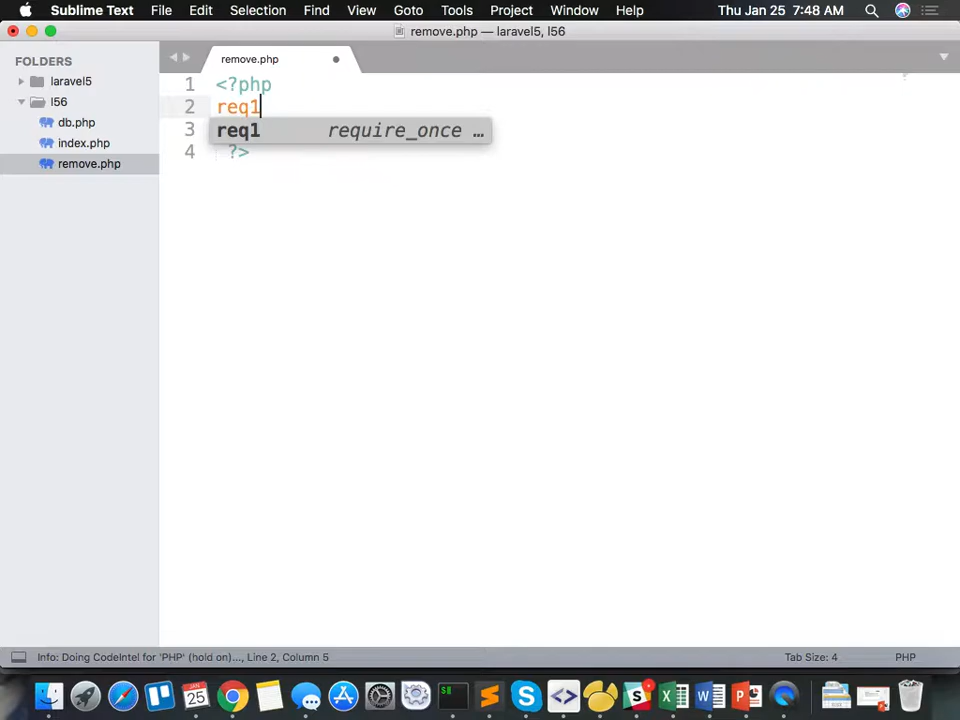 Sublime Text File Edit Selection Find View Goto Tools Project Window Help Thu Jan 25 7:48 AM
remove.php — laravel5, l56
FOLDERS
laravel5
l56
db.php
index.php
remove.php
remove.php
1 <?php
2 req1
req1 require_once …
3
4 ?>
Info: Doing CodeIntel for 'PHP' (hold on)..., Line 2, Column 5 Tab Size: 4 PHP
JAN
25